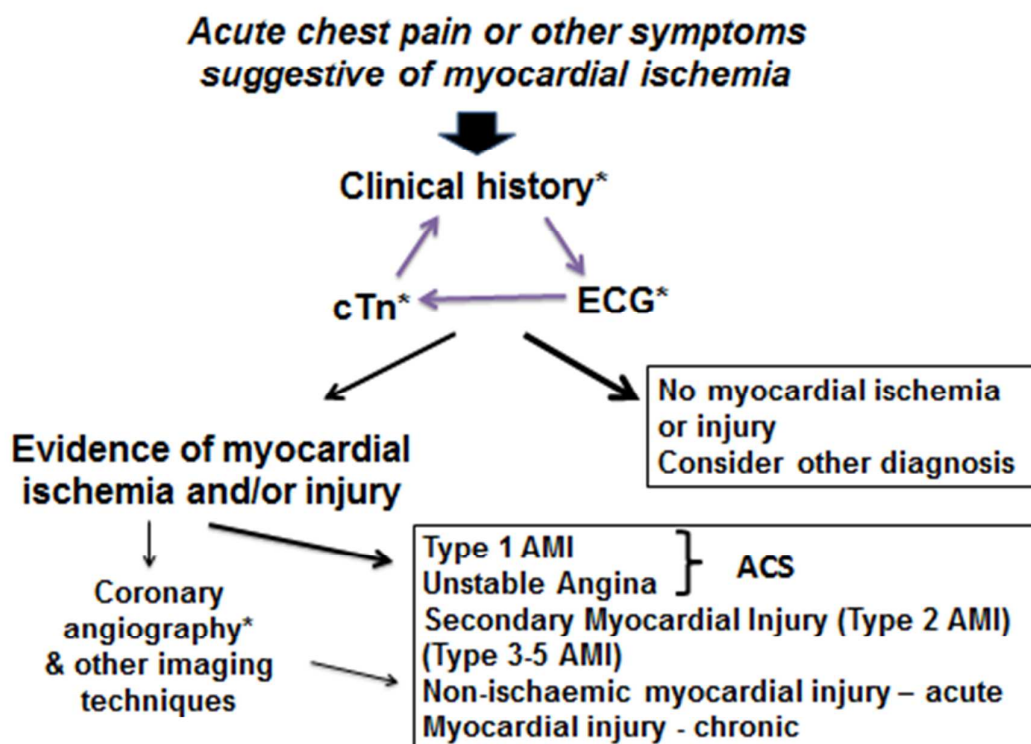 Acute chest pain or other symptoms
suggestive of myocardial ischemia
Clinical history*
cTn*
ECG*
No myocardial ischemia
or injury
Consider other diagnosis
Evidence of myocardial
ischemia and/or injury
Type 1 AMI
Unstable Angina
ACS
Secondary Myocardial Injury (Type 2 AMI)
(Type 3-5 AMI)
Non-ischaemic myocardial injury – acute
Myocardial injury - chronic
Coronary
angiography*
& other imaging
techniques